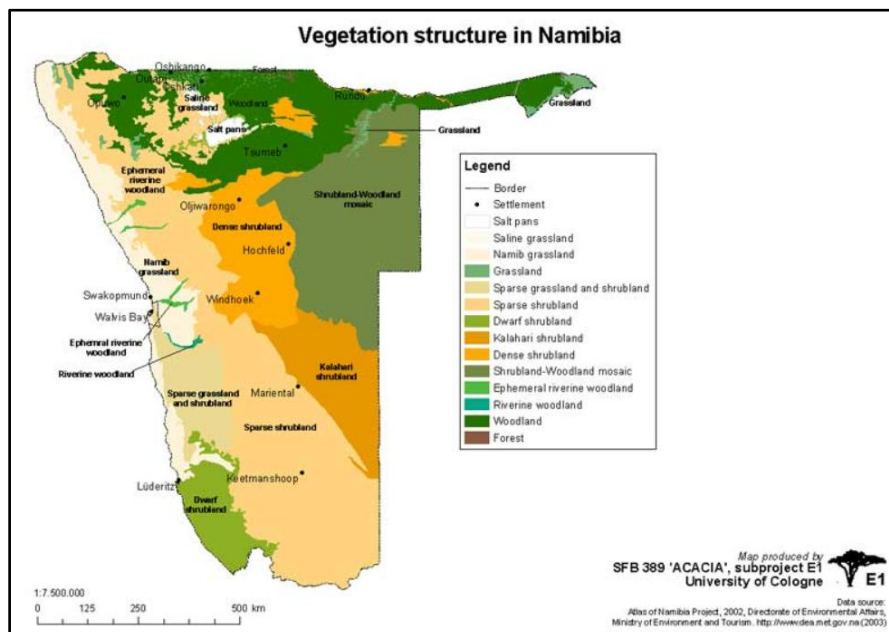 Vegetation structure in Namibia
Oshikango
Outapi
Oshkati
Forest
Opuwo
Saline
grassland
Woodland
Rundu
Grassland
Salt pans
Grassland
Tsumeb
Ephemeral
riverine
woodland
Shrubland-Woodland
mosaic
Otjiwarongo
Dense shrubland
Hochfeld
Namib
grassland
Swakopmund
Windhoek
Walvis Bay
Ephemral riverine
woodland
Riverine woodland
Kalahari
shrubland
Sparse grassland
and shrubland
Mariental
Sparse shrubland
Keetmanshoop
Lüderitz
Dwarf
shrubland
Legend
Border
Settlement
Salt pans
Saline grassland
Namib grassland
Grassland
Sparse grassland and shrubland
Sparse shrubland
Dwarf shrubland
Kalahari shrubland
Dense shrubland
Shrubland-Woodland mosaic
Ephemeral riverine woodland
Riverine woodland
Woodland
Forest
1:7.500.000
0 125 250 500 km
Map produced by
SFB 389 'ACACIA', subproject E1
University of Cologne
E1
Data source:
Atlas of Namibia Project, 2002, Directorate of Environmental Affairs,
Ministry of Environment and Tourism. http://www.dea.met.gov.na (2003)